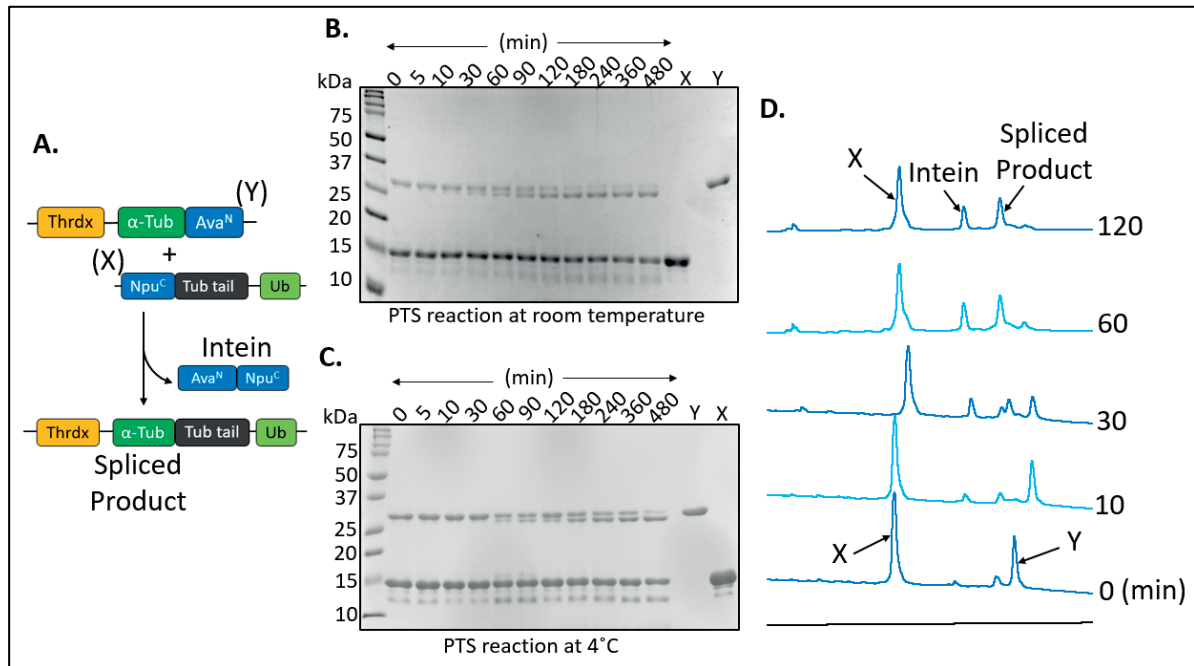 A.
(Y)
Thrdx α-Tub Ava^N
+
(X)
Npu^C Tub tail Ub
Intein
Ava^N Npu^C
Thrdx α-Tub Tub tail Ub
Spliced
Product
B.
(min)
kDa 0 5 10 30 60 90 120 180 240 360 480 X Y
75
50
37
25
20
15
10
PTS reaction at room temperature
C.
(min)
kDa 0 5 10 30 60 90 120 180 240 360 480 Y X
75
50
37
25
20
15
10
PTS reaction at 4˚C
D.
Spliced
Product
X Intein
120
60
30
10
X Y
0 (min)